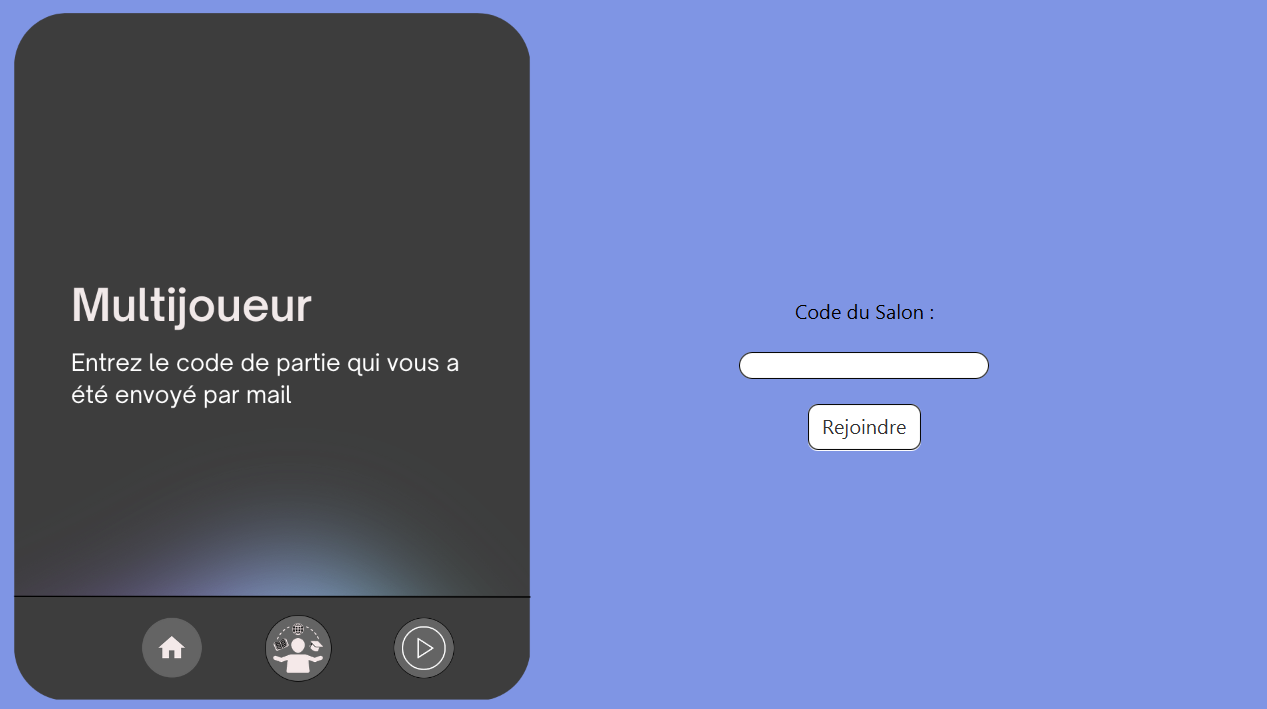 Multijoueur
Entrez le code de partie qui vous a
été envoyé par mail
Code du Salon :
Rejoindre